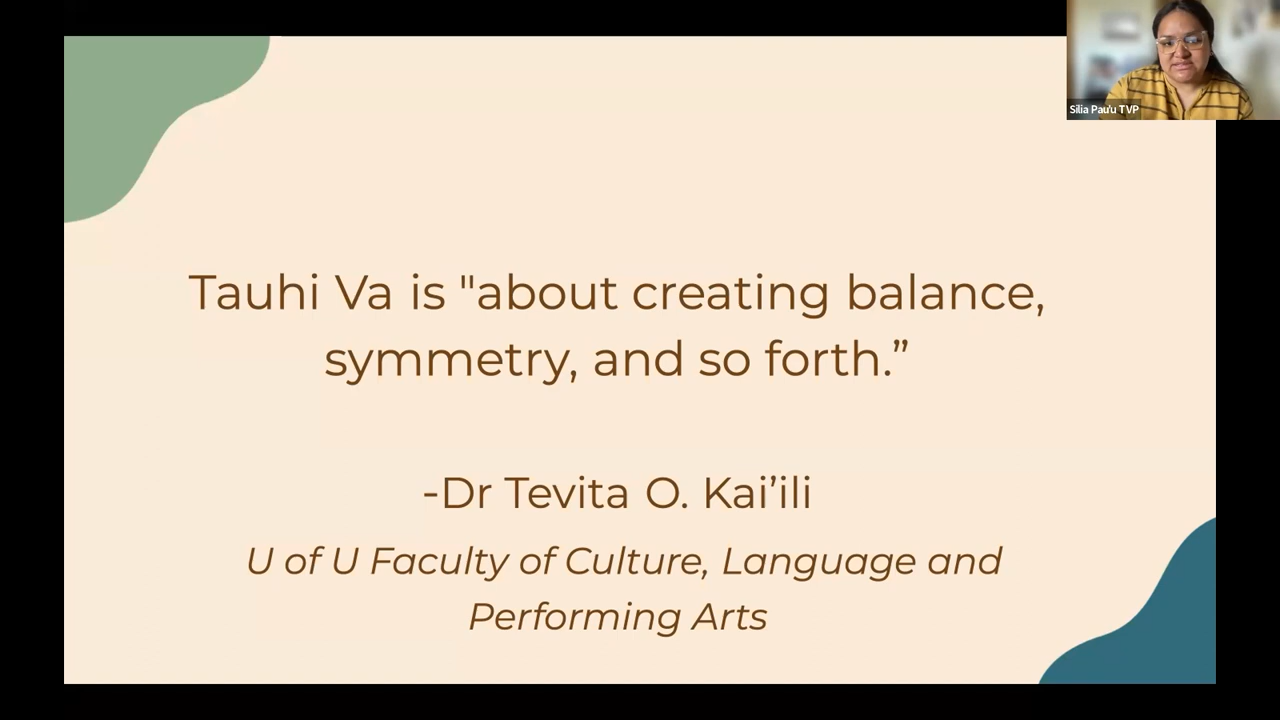 Silia Pau'u TVP
Tauhi Va is "about creating balance,
symmetry, and so forth.”
-Dr Tevita O. Kai’ili
U of U Faculty of Culture, Language and
Performing Arts